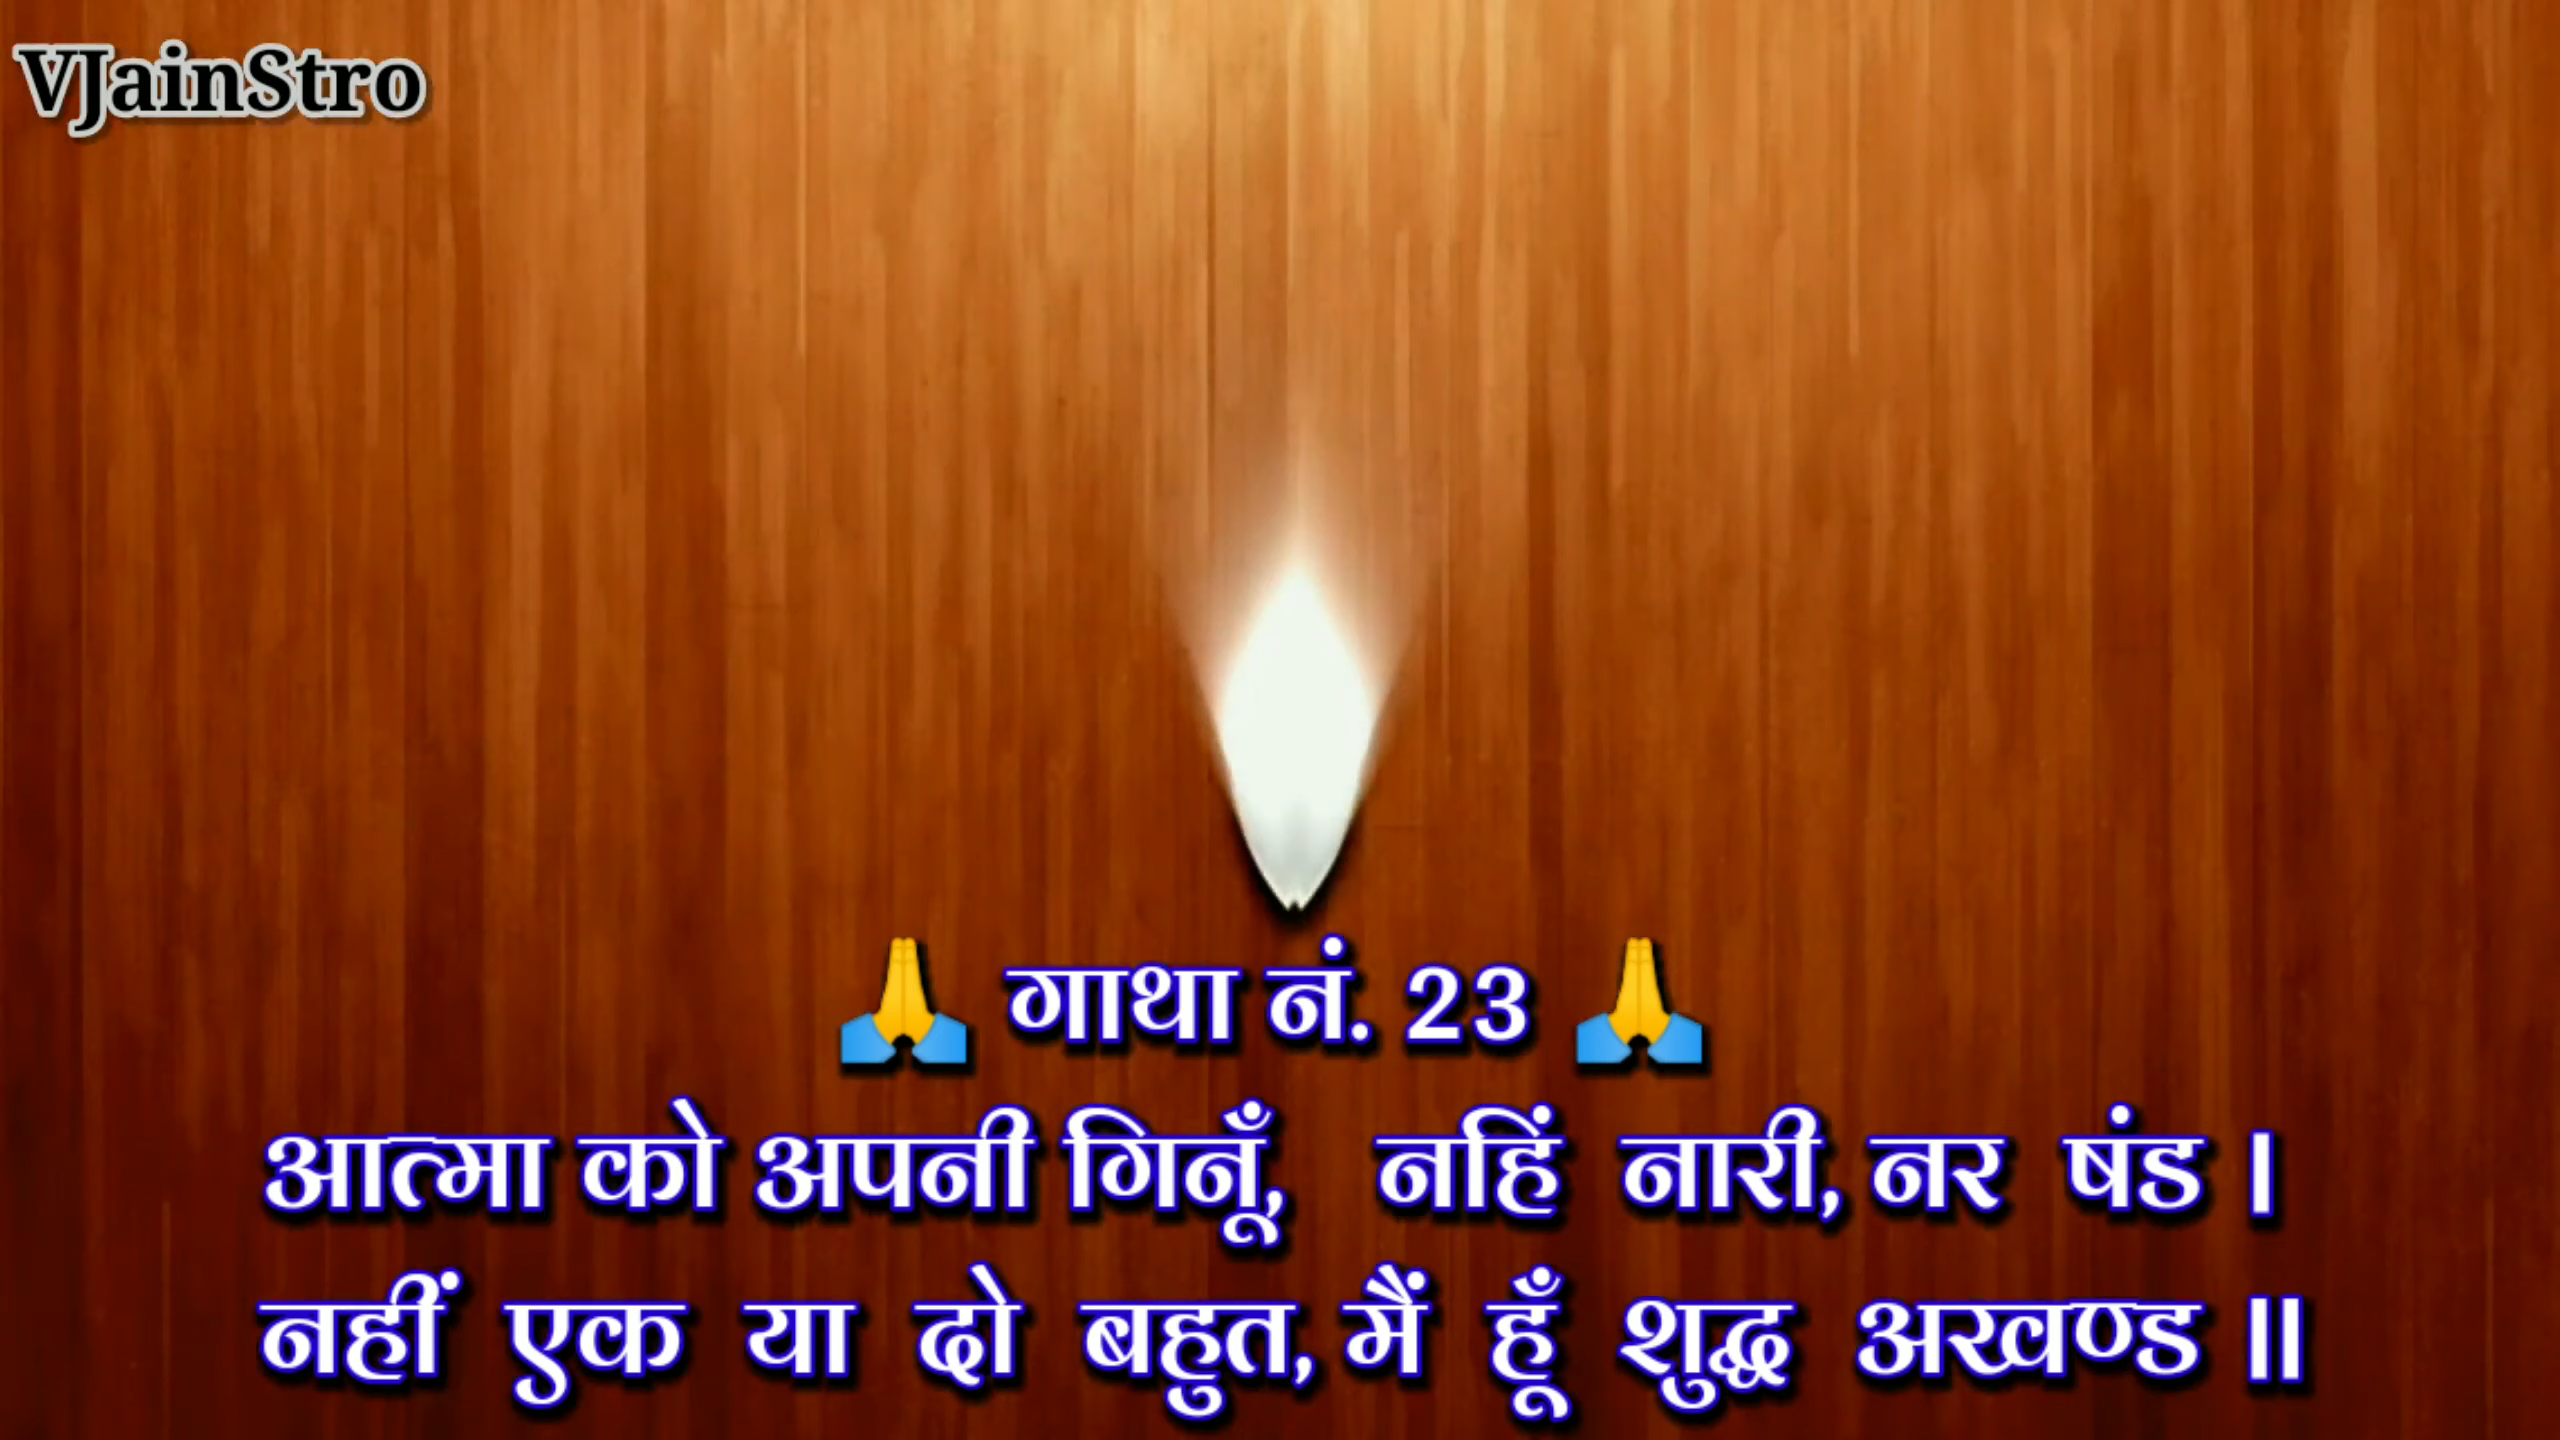 VJainStro
🙏 गाथा नं. 23 🙏
आत्मा को अपनी गिनूँ, नहिं नारी, नर षंड ।
नहीं एक या दो बहुत, मैं हूँ शुद्ध अखण्ड ॥